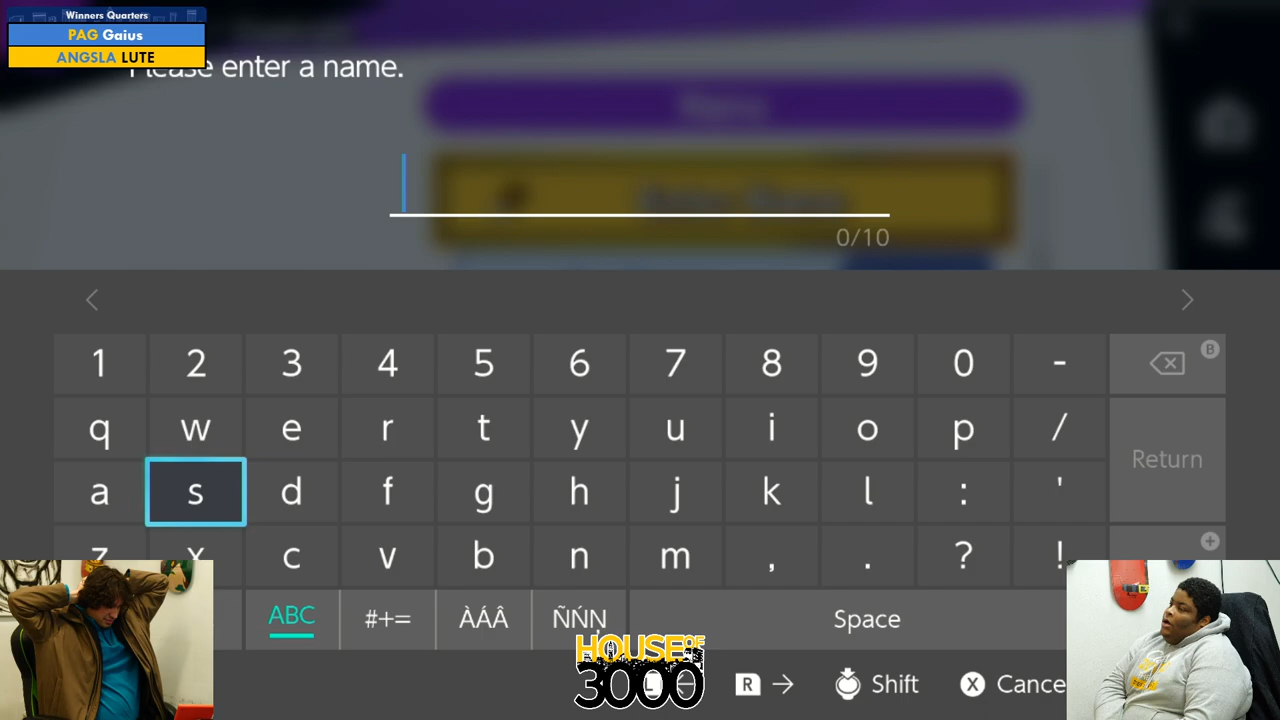 Winners Quarters
PAG Gaius
ANGSLA LUTE
Please enter a name.
0/10
1 2 3 4 5 6 7 8 9 0 -
B
q w e r t y u i o p /
Return
a s d f g h j k l : '
z x c v b n m , . ? !
ABC #+= ÀÁÂ ÑŃŅ Space
HOUSE OF
3000
L R → Shift X Cance